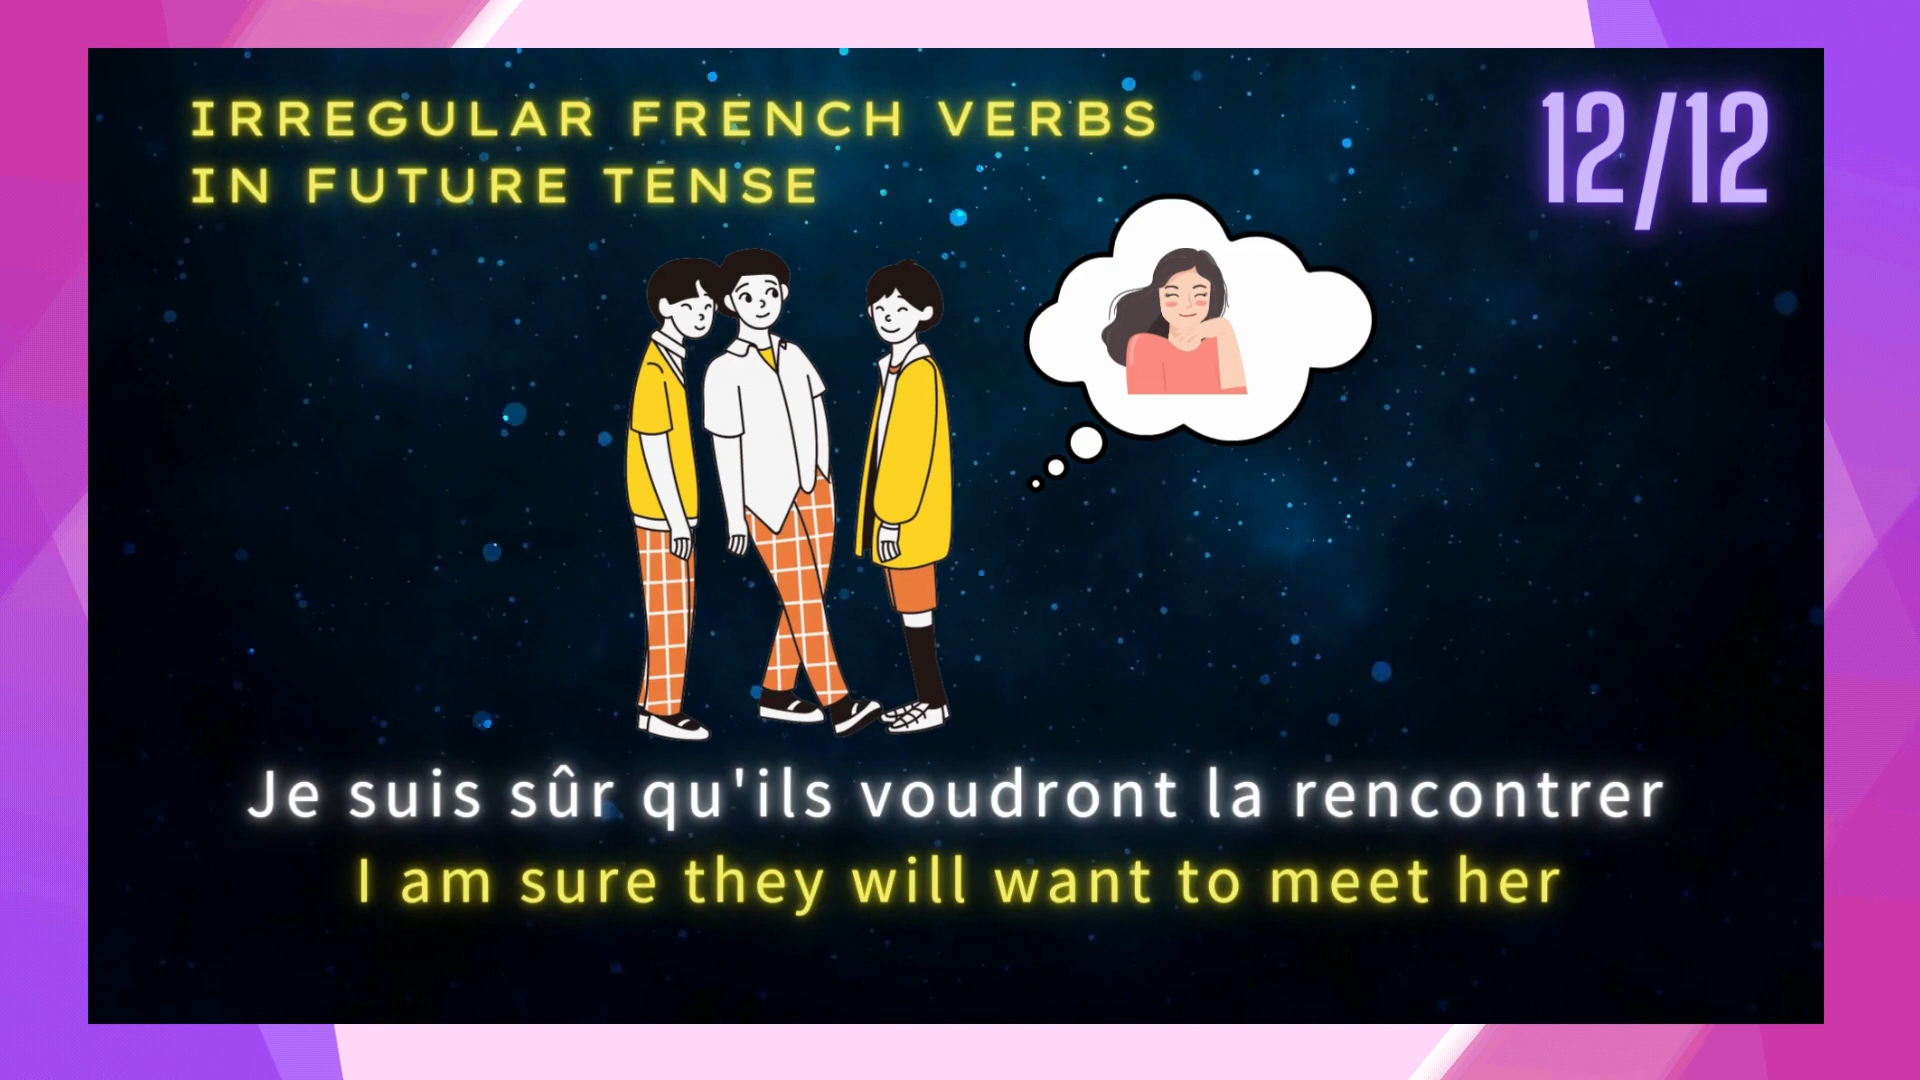 IRREGULAR FRENCH VERBS
IN FUTURE TENSE
12/12
Je suis sûr qu'ils voudront la rencontrer
I am sure they will want to meet her